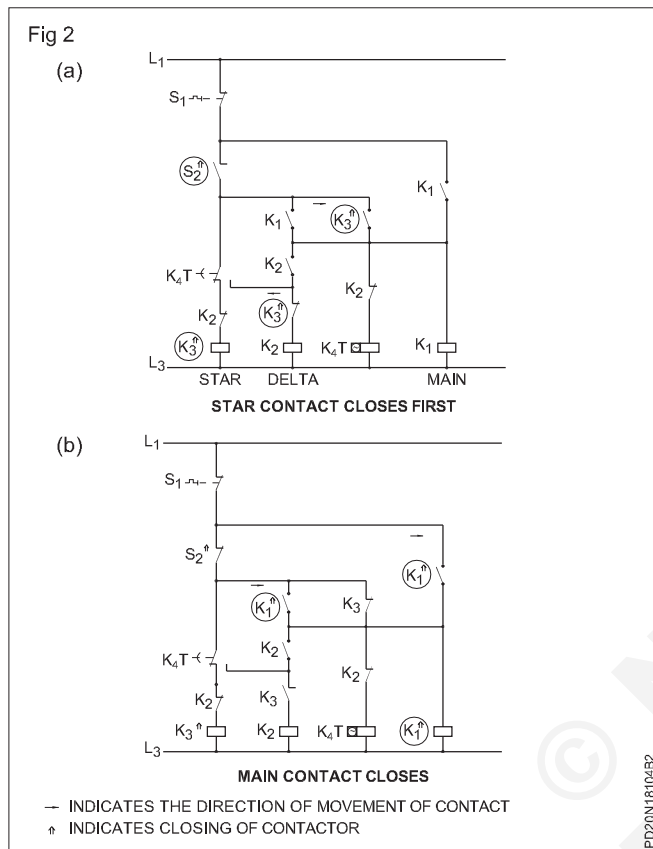 Fig 2
(a)
L1
S1
S2
K1
K1
K3
K4T
K2
K2
K3
K2
K3
K2
K4T
K1
L3
STAR DELTA MAIN
STAR CONTACT CLOSES FIRST
(b)
L1
S1
S2
K1
K1
K3
K4T
K2
K2
K2
K3
K3
K2
K4T
K1
L3
MAIN CONTACT CLOSES
→ INDICATES THE DIRECTION OF MOVEMENT OF CONTACT
⇑ INDICATES CLOSING OF CONTACTOR
©
PD20N18104B2